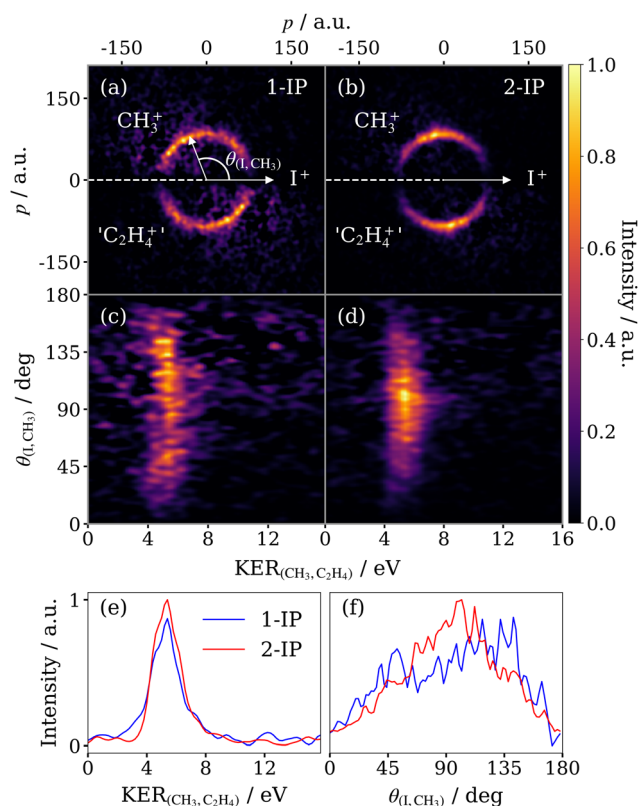 p / a.u.
-150 0 150 -150 0 150
(a) 1-IP (b) 2-IP
CH₃⁺ CH₃⁺
θ(I,CH₃)
I⁺ I⁺
'C₂H₄⁺' 'C₂H₄⁺'
p / a.u.
150
0
-150
(c) (d)
θ(I,CH₃) / deg
180
135
90
45
0
0 4 8 12 0 4 8 12 16
KER(CH₃,C₂H₄) / eV
Intensity / a.u.
1.0
0.8
0.6
0.4
0.2
0.0
(e) 1-IP
2-IP
(f)
Intensity / a.u.
1
0
0 4 8 12 0 45 90 135 180
KER(CH₃,C₂H₄) / eV θ(I,CH₃) / deg